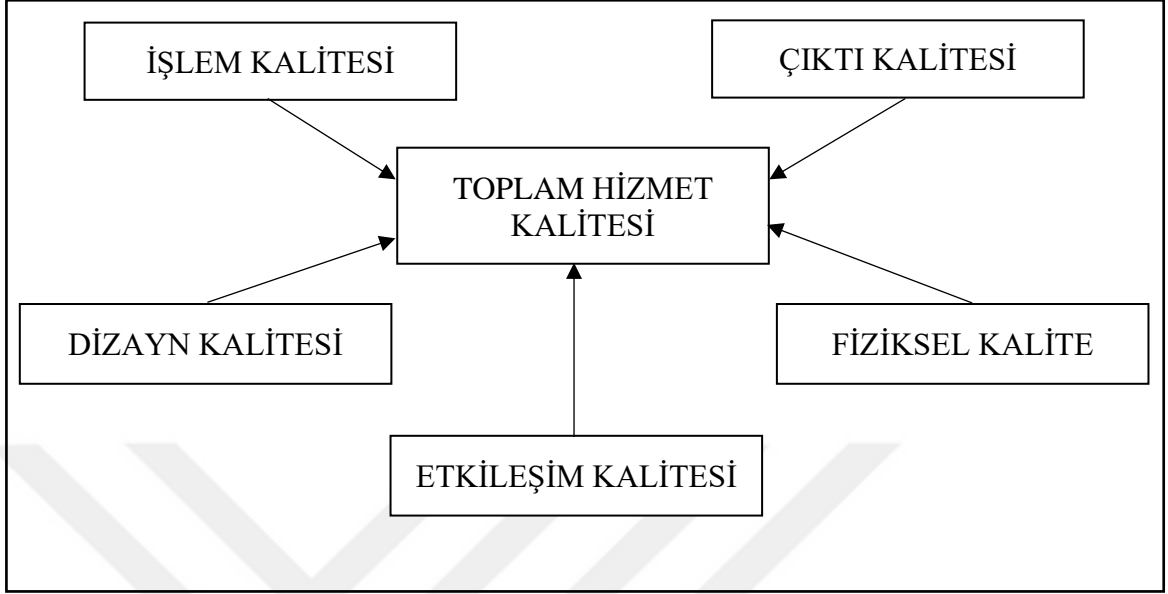 İŞLEM KALİTESİ
ÇIKTI KALİTESİ
TOPLAM HİZMET
KALİTESİ
DİZAYN KALİTESİ
FİZİKSEL KALİTE
ETKİLEŞİM KALİTESİ